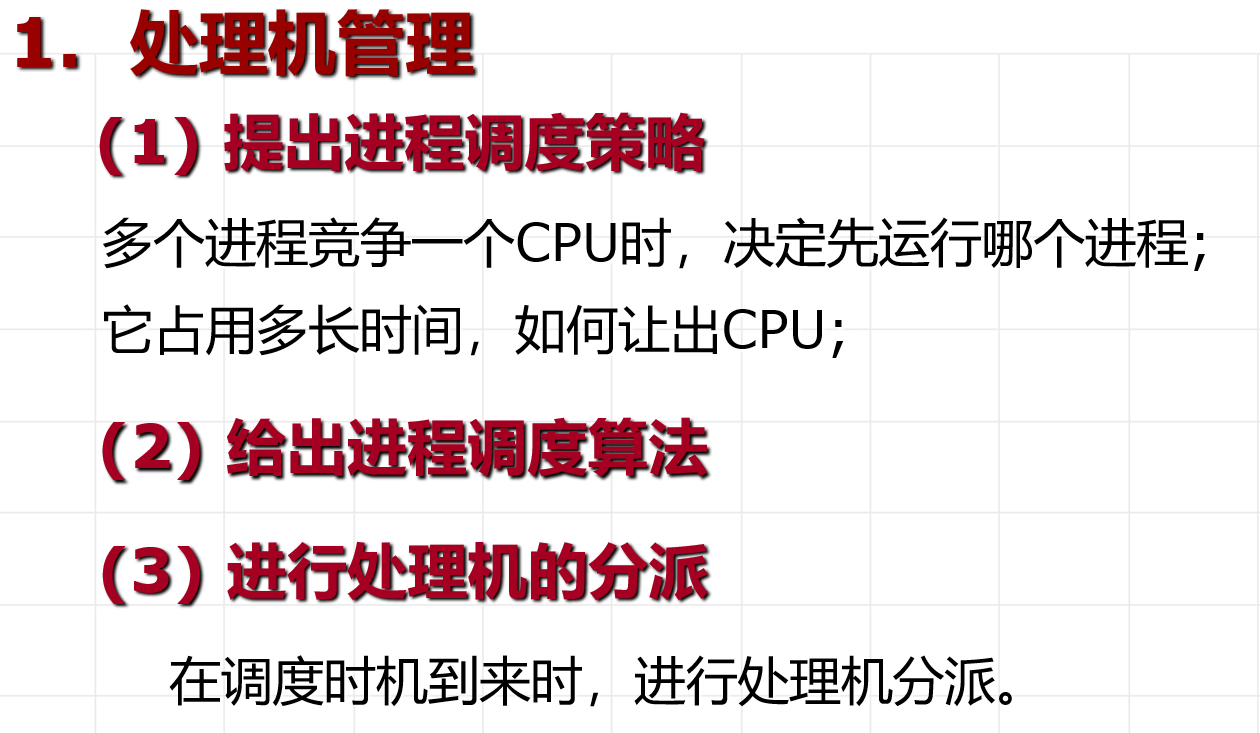 1. 处理机管理
(1) 提出进程调度策略
多个进程竞争一个CPU时，决定先运行哪个进程；
它占用多长时间，如何让出CPU；
(2) 给出进程调度算法
(3) 进行处理机的分派
在调度时机到来时，进行处理机分派。